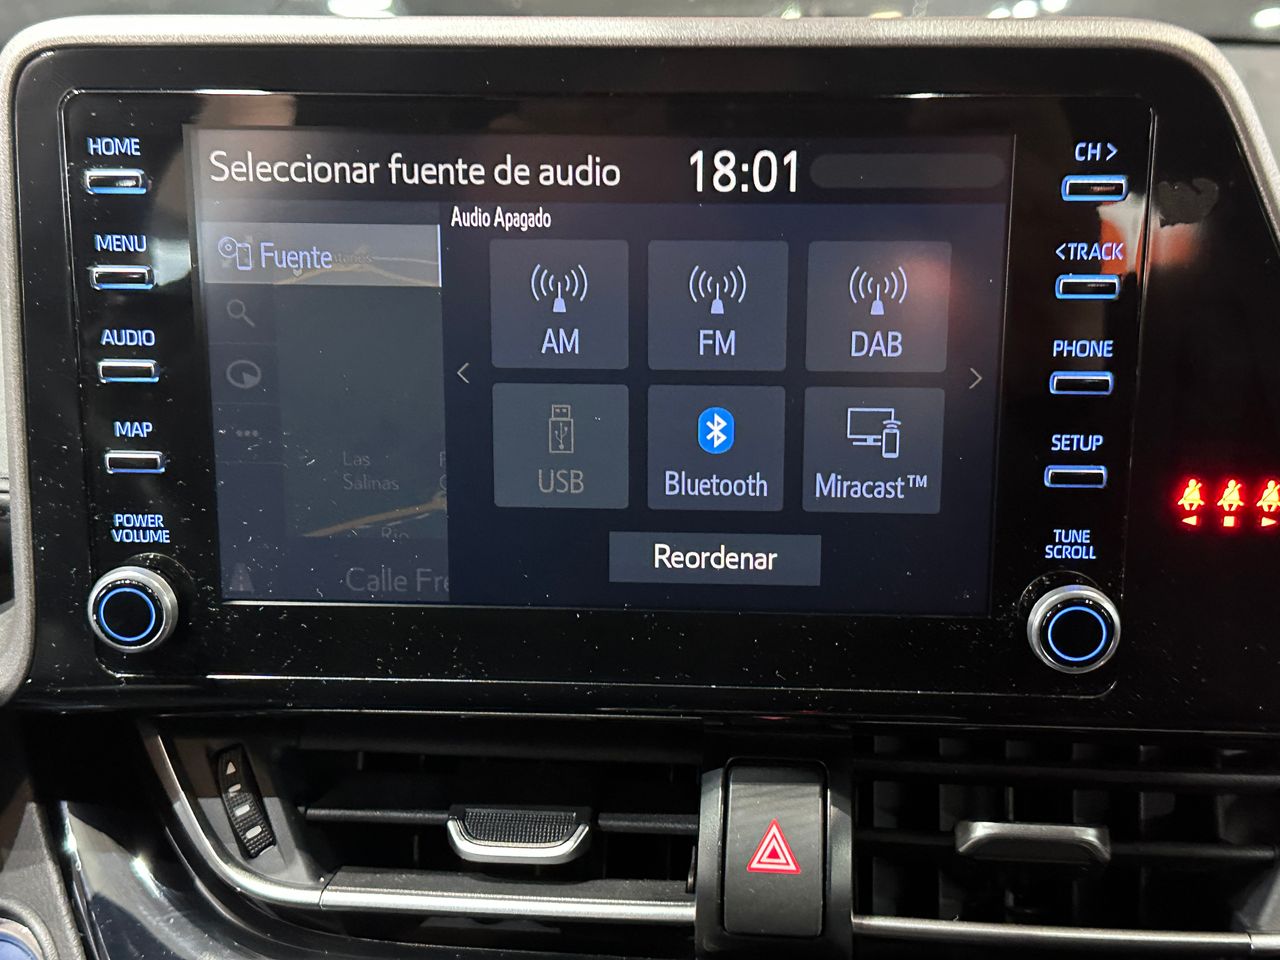 HOME
MENU
AUDIO
MAP
POWER
VOLUME
Seleccionar fuente de audio
18:01
Audio Apagado
Fuente
AM
FM
DAB
USB
Bluetooth
Miracast™
Reordenar
Las
Salinas
Calle Fre
CH >
<TRACK
PHONE
SETUP
TUNE
SCROLL